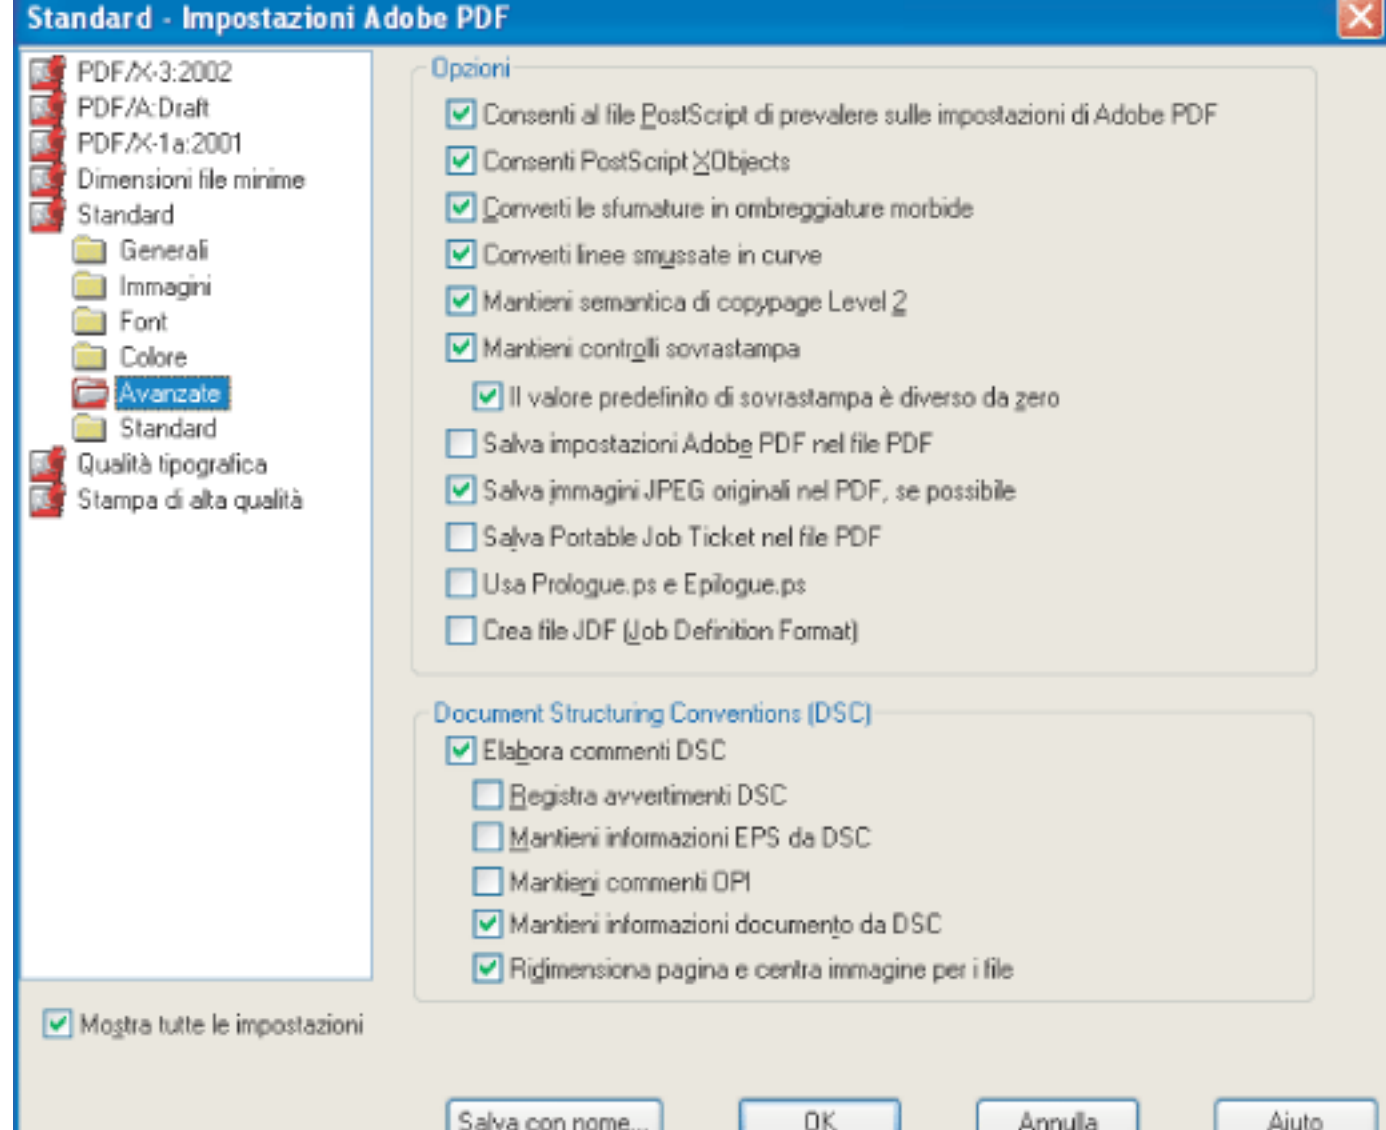 Standard - Impostazioni Adobe PDF
PDF/X-3:2002
PDF/A:Draft
PDF/X-1a:2001
Dimensioni file minime
Standard
Generali
Immagini
Font
Colore
Avanzate
Standard
Qualità tipografica
Stampa di alta qualità
Mostra tutte le impostazioni
Opzioni
Consenti al file PostScript di prevalere sulle impostazioni di Adobe PDF
Consenti PostScript XObjects
Converti le sfumature in ombreggiature morbide
Converti linee smussate in curve
Mantieni semantica di copypage Level 2
Mantieni controlli sovrastampa
Il valore predefinito di sovrastampa è diverso da zero
Salva impostazioni Adobe PDF nel file PDF
Salva immagini JPEG originali nel PDF, se possibile
Salva Portable Job Ticket nel file PDF
Usa Prologue.ps e Epilogue.ps
Crea file JDF (Job Definition Format)
Document Structuring Conventions (DSC)
Elabora commenti DSC
Registra avvertimenti DSC
Mantieni informazioni EPS da DSC
Mantieni commenti OPI
Mantieni informazioni documento da DSC
Ridimensiona pagina e centra immagine per i file
Salva con nome...
OK
Annulla
Aiuto